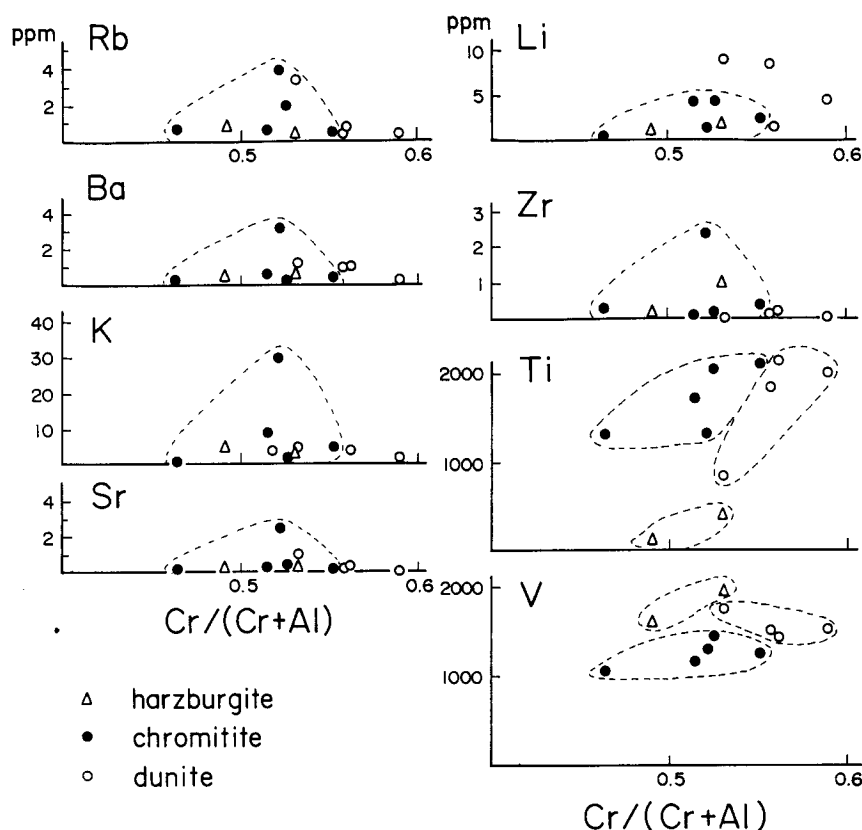 ppm Rb
4
2
0.5 0.6
Ba
4
2
K
40
30
20
10
Sr
4
2
0.5 0.6
Cr/(Cr+Al)
harzburgite
chromitite
dunite
ppm Li
10
5
0.5 0.6
Zr
3
2
1
Ti
2000
1000
V
2000
1000
0.5 0.6
Cr/(Cr+Al)